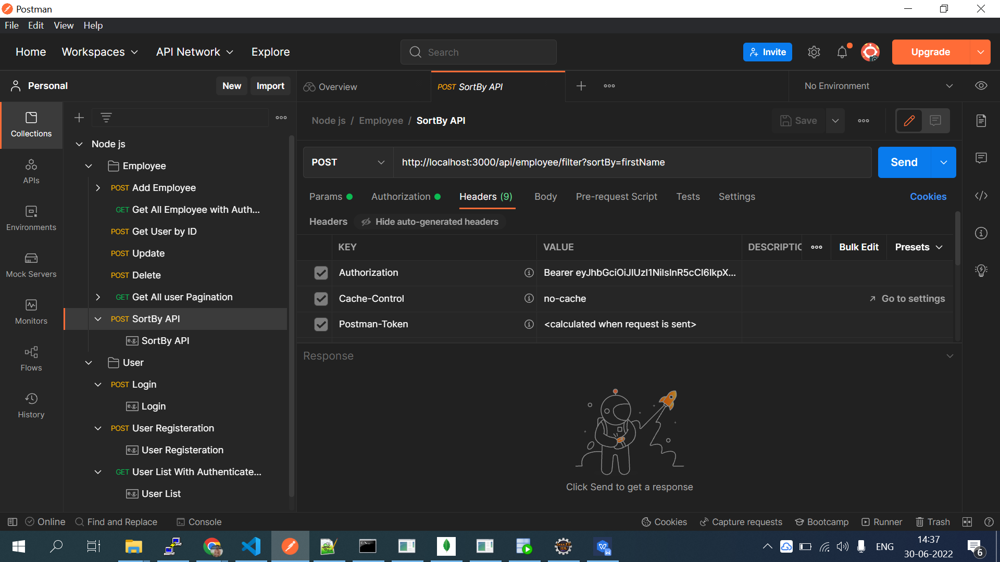 Postman
File Edit View Help
Home Workspaces API Network Explore Search Invite Upgrade
Personal New Import Overview POST SortBy API No Environment
Collections
APIs
Environments
Mock Servers
Monitors
Flows
History
Node js
Employee
POST Add Employee
GET Get All Employee with Auth...
POST Get User by ID
POST Update
POST Delete
GET Get All user Pagination
POST SortBy API
e.g. SortBy API
User
POST Login
e.g. Login
POST User Registeration
e.g. User Registeration
GET User List With Authenticate...
e.g. User List
Node js / Employee / SortBy API Save
POST http://localhost:3000/api/employee/filter?sortBy=firstName Send
Params Authorization Headers (9) Body Pre-request Script Tests Settings Cookies
Headers Hide auto-generated headers
KEY VALUE DESCRIPTIO Bulk Edit Presets
Authorization Bearer eyJhbGciOiJIUzI1NiIsInR5cCI6IkpX...
Cache-Control no-cache Go to settings
Postman-Token <calculated when request is sent>
Response
Click Send to get a response
Online Find and Replace Console Cookies Capture requests Bootcamp Runner Trash
ENG 14:37
30-06-2022 6